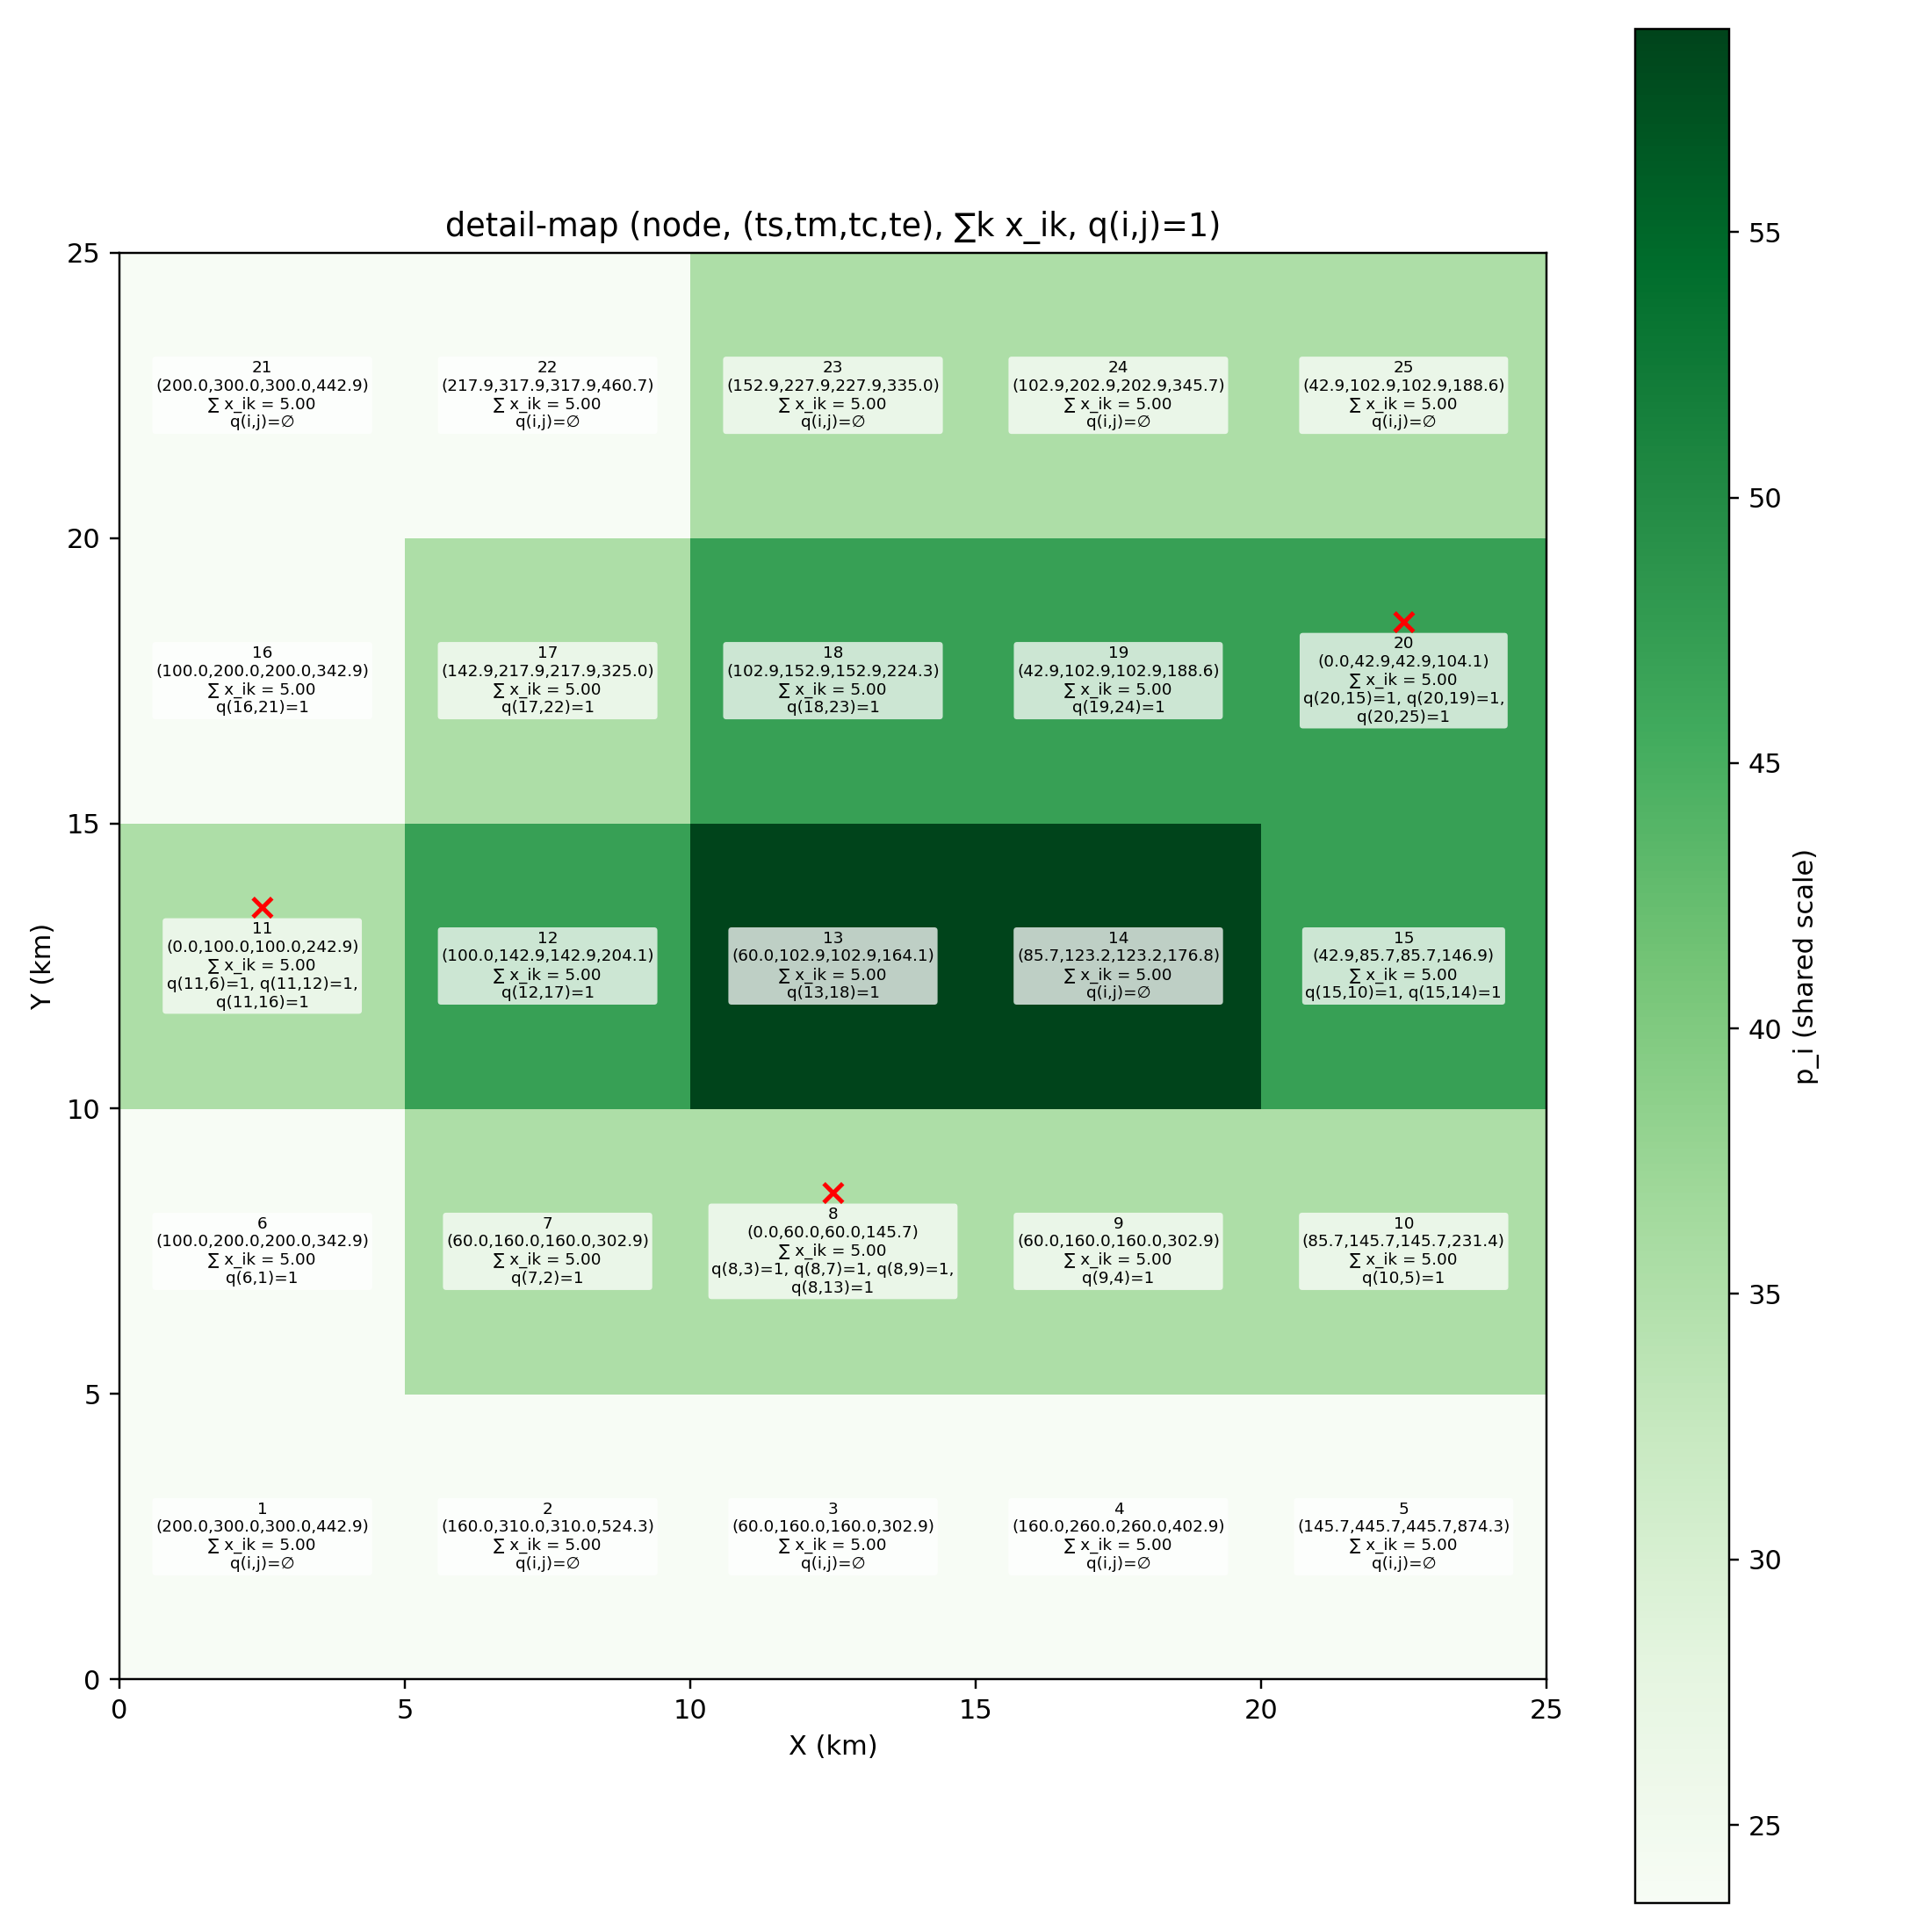 detail-map (node, (ts,tm,tc,te), ∑k x_ik, q(i,j)=1)
25
21
(200.0,300.0,300.0,442.9)
∑ x_ik = 5.00
q(i,j)=∅
22
(217.9,317.9,317.9,460.7)
∑ x_ik = 5.00
q(i,j)=∅
23
(152.9,227.9,227.9,335.0)
∑ x_ik = 5.00
q(i,j)=∅
24
(102.9,202.9,202.9,345.7)
∑ x_ik = 5.00
q(i,j)=∅
25
(42.9,102.9,102.9,188.6)
∑ x_ik = 5.00
q(i,j)=∅
20
16
(100.0,200.0,200.0,342.9)
∑ x_ik = 5.00
q(16,21)=1
17
(142.9,217.9,217.9,325.0)
∑ x_ik = 5.00
q(17,22)=1
18
(102.9,152.9,152.9,224.3)
∑ x_ik = 5.00
q(18,23)=1
19
(42.9,102.9,102.9,188.6)
∑ x_ik = 5.00
q(19,24)=1
20
(0.0,42.9,42.9,104.1)
∑ x_ik = 5.00
q(20,15)=1, q(20,19)=1,
q(20,25)=1
15
11
(0.0,100.0,100.0,242.9)
∑ x_ik = 5.00
q(11,6)=1, q(11,12)=1,
q(11,16)=1
12
(100.0,142.9,142.9,204.1)
∑ x_ik = 5.00
q(12,17)=1
13
(60.0,102.9,102.9,164.1)
∑ x_ik = 5.00
q(13,18)=1
14
(85.7,123.2,123.2,176.8)
∑ x_ik = 5.00
q(i,j)=∅
15
(42.9,85.7,85.7,146.9)
∑ x_ik = 5.00
q(15,10)=1, q(15,14)=1
10
6
(100.0,200.0,200.0,342.9)
∑ x_ik = 5.00
q(6,1)=1
7
(60.0,160.0,160.0,302.9)
∑ x_ik = 5.00
q(7,2)=1
8
(0.0,60.0,60.0,145.7)
∑ x_ik = 5.00
q(8,3)=1, q(8,7)=1, q(8,9)=1,
q(8,13)=1
9
(60.0,160.0,160.0,302.9)
∑ x_ik = 5.00
q(9,4)=1
10
(85.7,145.7,145.7,231.4)
∑ x_ik = 5.00
q(10,5)=1
5
1
(200.0,300.0,300.0,442.9)
∑ x_ik = 5.00
q(i,j)=∅
2
(160.0,310.0,310.0,524.3)
∑ x_ik = 5.00
q(i,j)=∅
3
(60.0,160.0,160.0,302.9)
∑ x_ik = 5.00
q(i,j)=∅
4
(160.0,260.0,260.0,402.9)
∑ x_ik = 5.00
q(i,j)=∅
5
(145.7,445.7,445.7,874.3)
∑ x_ik = 5.00
q(i,j)=∅
0
0 5 10 15 20 25
X (km)
Y (km)
55
50
45
40
35
30
25
p_i (shared scale)